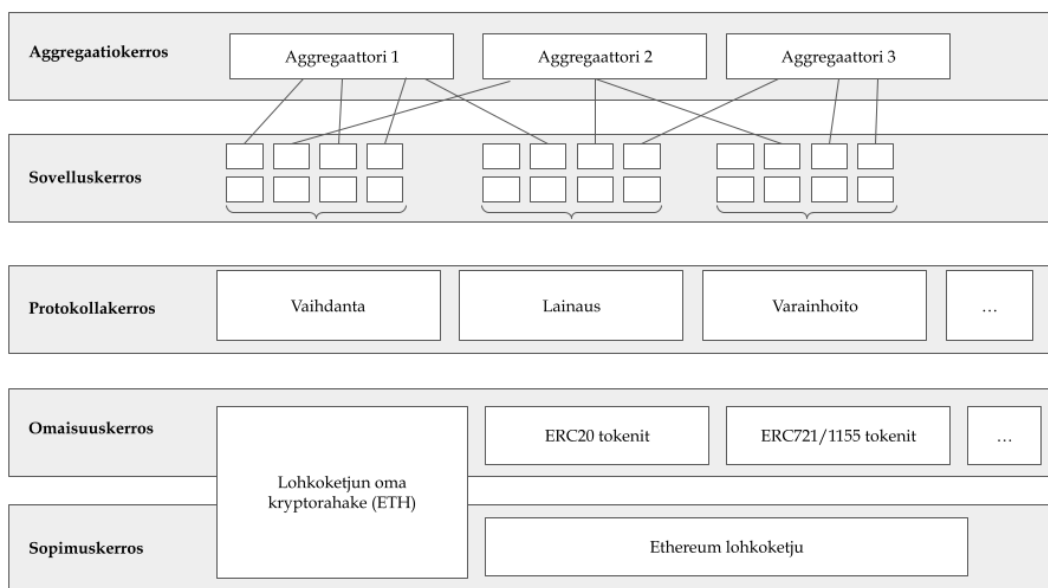 Aggregaatiokerros
Aggregaattori 1
Aggregaattori 2
Aggregaattori 3
Sovelluskerros
Protokollakerros
Vaihdanta
Lainaus
Varainhoito
…
Omaisuuskerros
ERC20 tokenit
ERC721/1155 tokenit
…
Lohkoketjun oma
kryptorahake (ETH)
Sopimuskerros
Ethereum lohkoketju